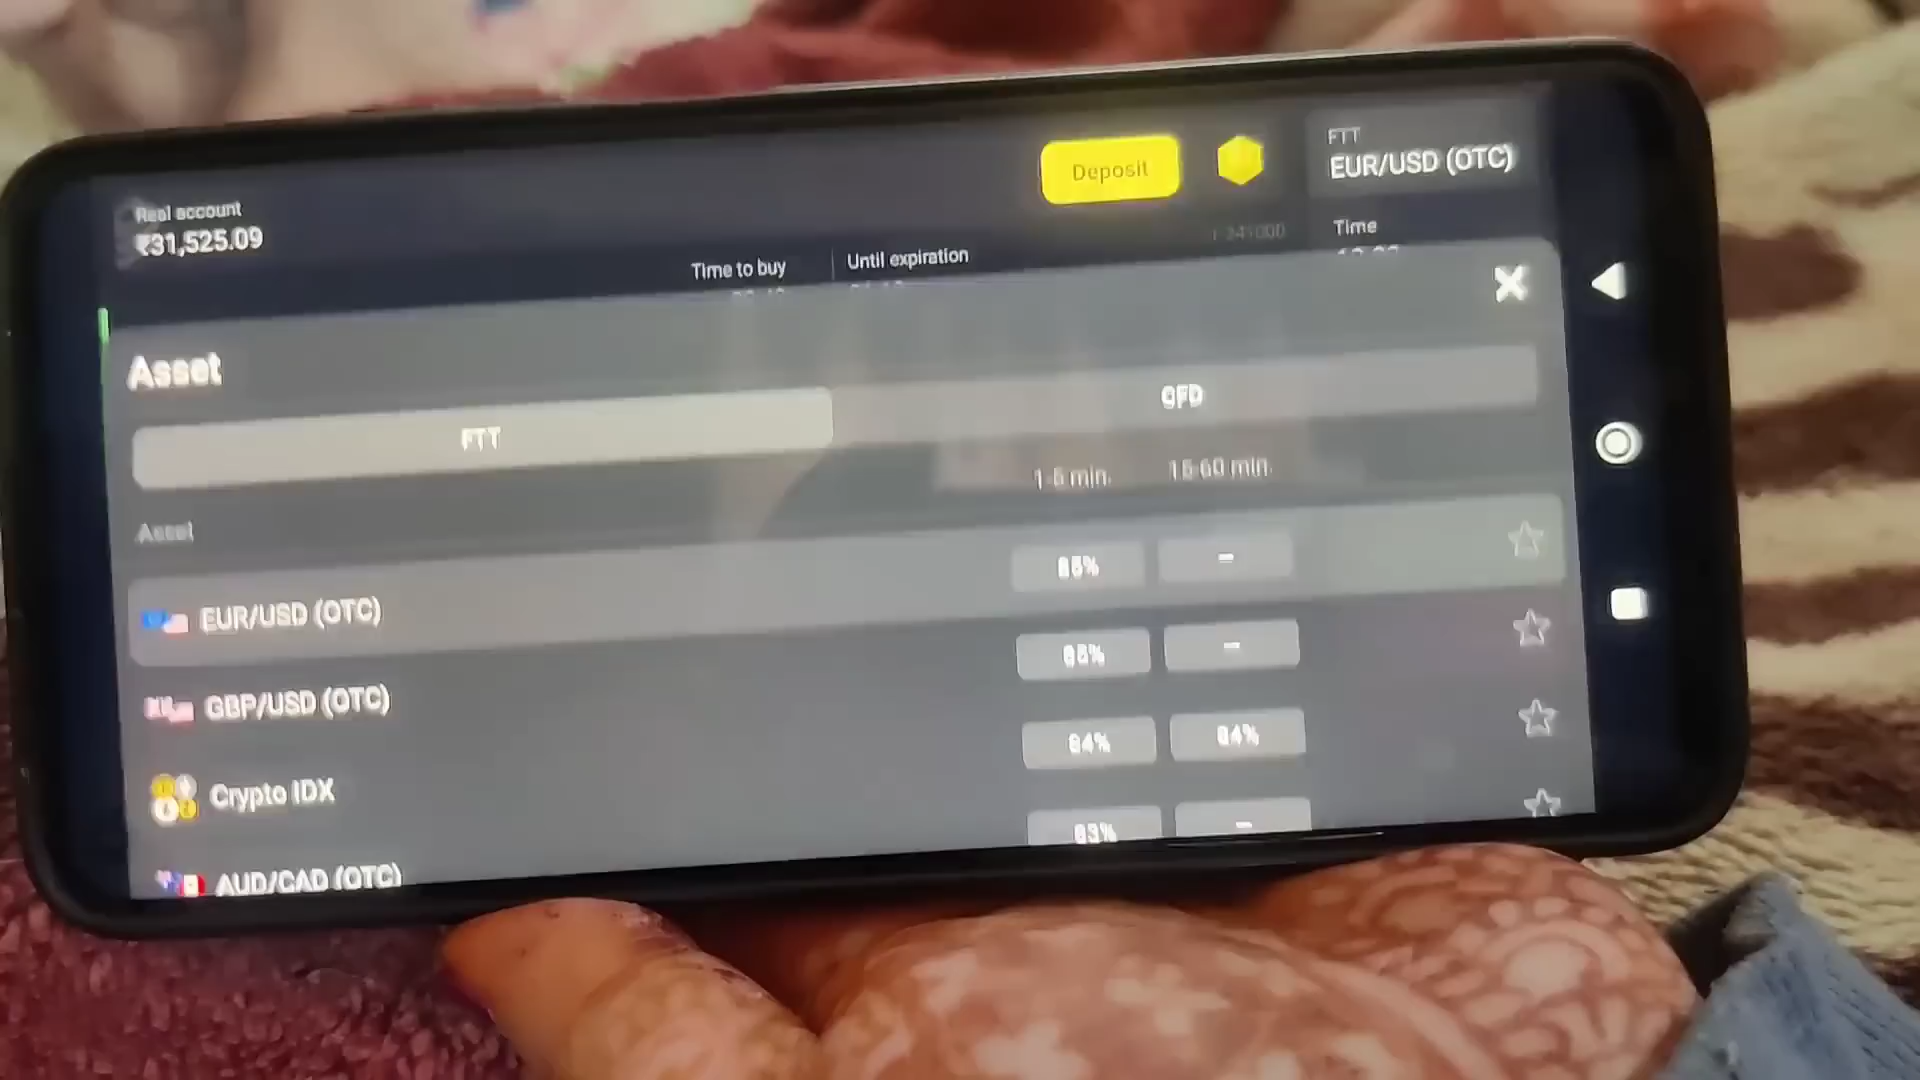 Real account
₹31,525.09
Deposit
FTT
EUR/USD (OTC)
Time to buy
Until expiration
Time
Asset
FTT
CFD
Asset
1-5 min.
15-60 min.
EUR/USD (OTC)
85%
–
GBP/USD (OTC)
85%
–
Crypto IDX
84%
84%
AUD/CAD (OTC)
83%
–